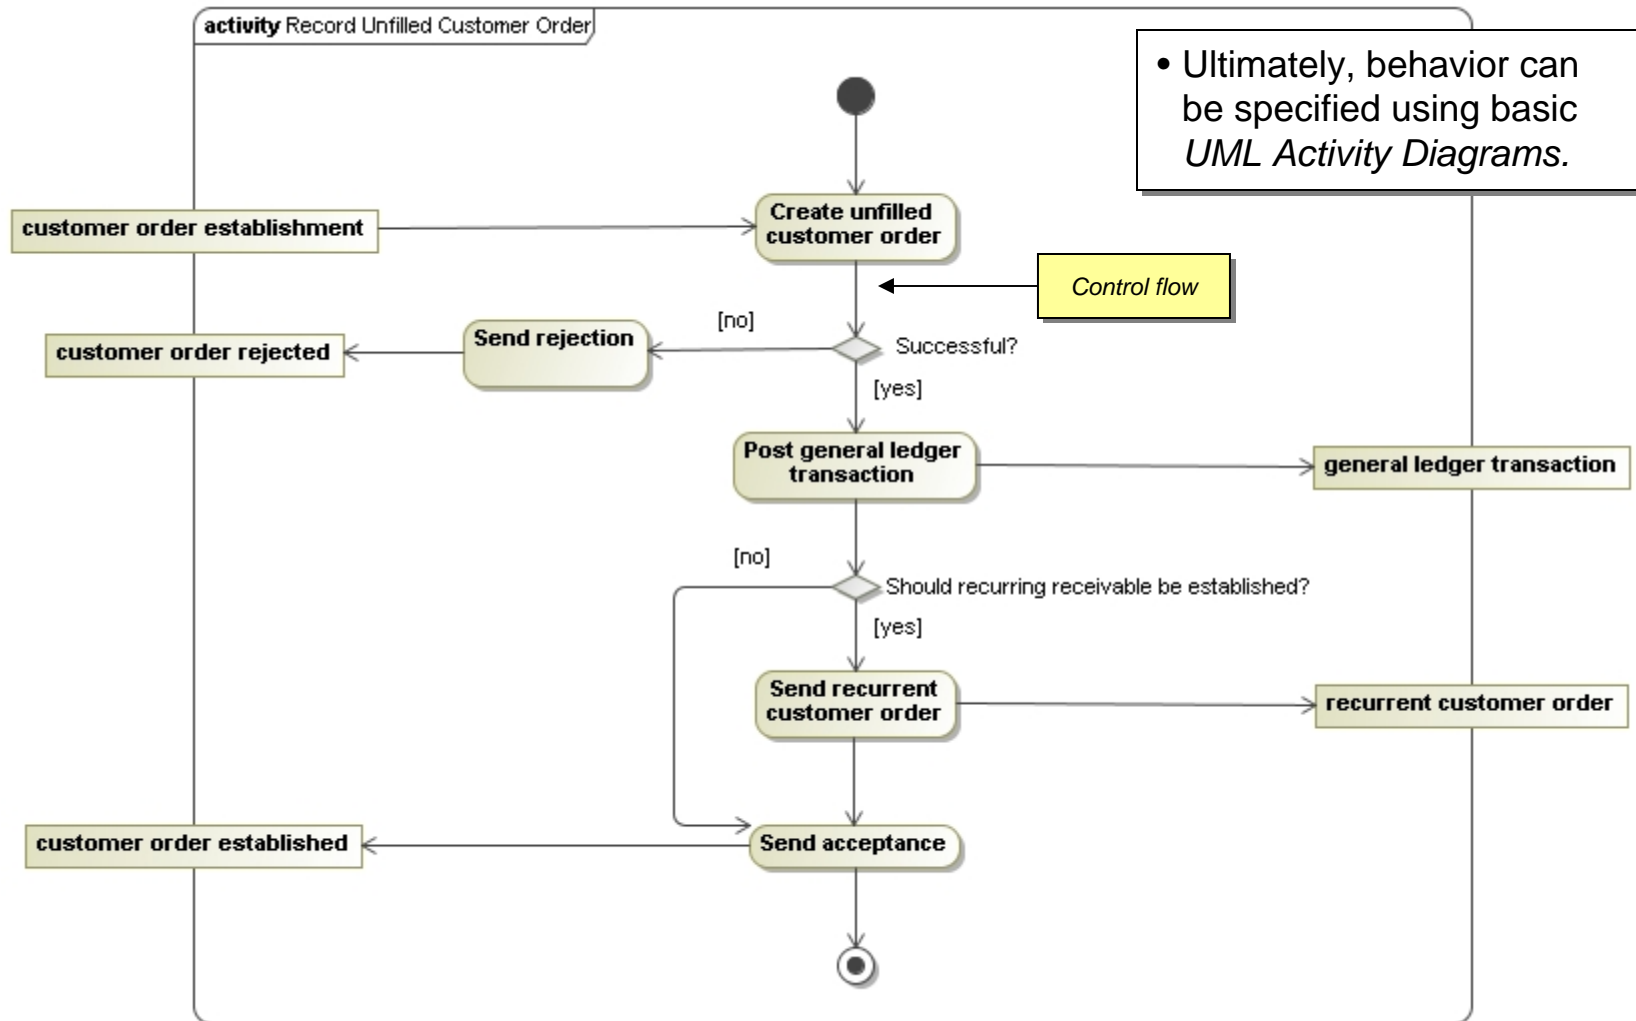 activity Record Unfilled Customer Order
• Ultimately, behavior can
be specified using basic
UML Activity Diagrams.
Create unfilled
customer order
customer order establishment
Control flow
[no]
Send rejection
customer order rejected
Successful?
[yes]
Post general ledger
transaction
general ledger transaction
[no]
Should recurring receivable be established?
[yes]
Send recurrent
customer order
recurrent customer order
customer order established
Send acceptance